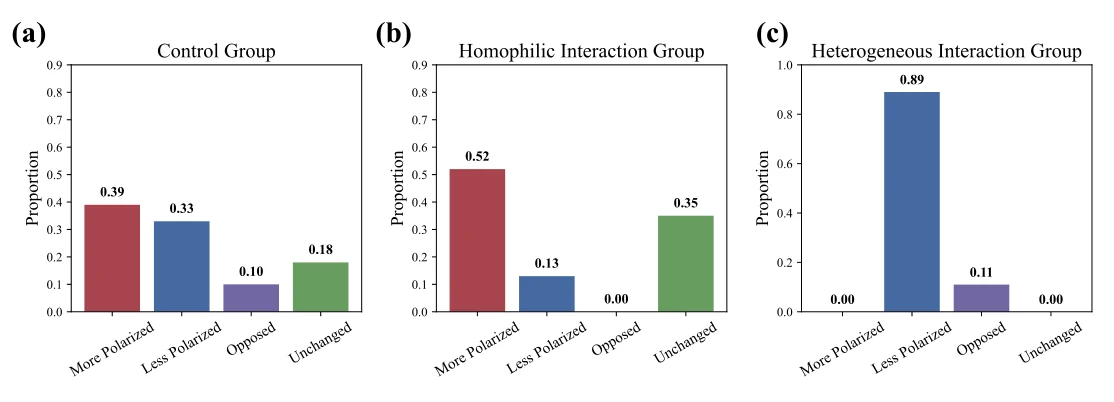 (a)
Control Group
Proportion
0.9
0.8
0.7
0.6
0.5
0.4
0.3
0.2
0.1
0.0
0.39
0.33
0.10
0.18
More Polarized
Less Polarized
Opposed
Unchanged
(b)
Homophilic Interaction Group
Proportion
0.9
0.8
0.7
0.6
0.5
0.4
0.3
0.2
0.1
0.0
0.52
0.13
0.00
0.35
More Polarized
Less Polarized
Opposed
Unchanged
(c)
Heterogeneous Interaction Group
Proportion
1.0
0.8
0.6
0.4
0.2
0.0
0.00
0.89
0.11
0.00
More Polarized
Less Polarized
Opposed
Unchanged